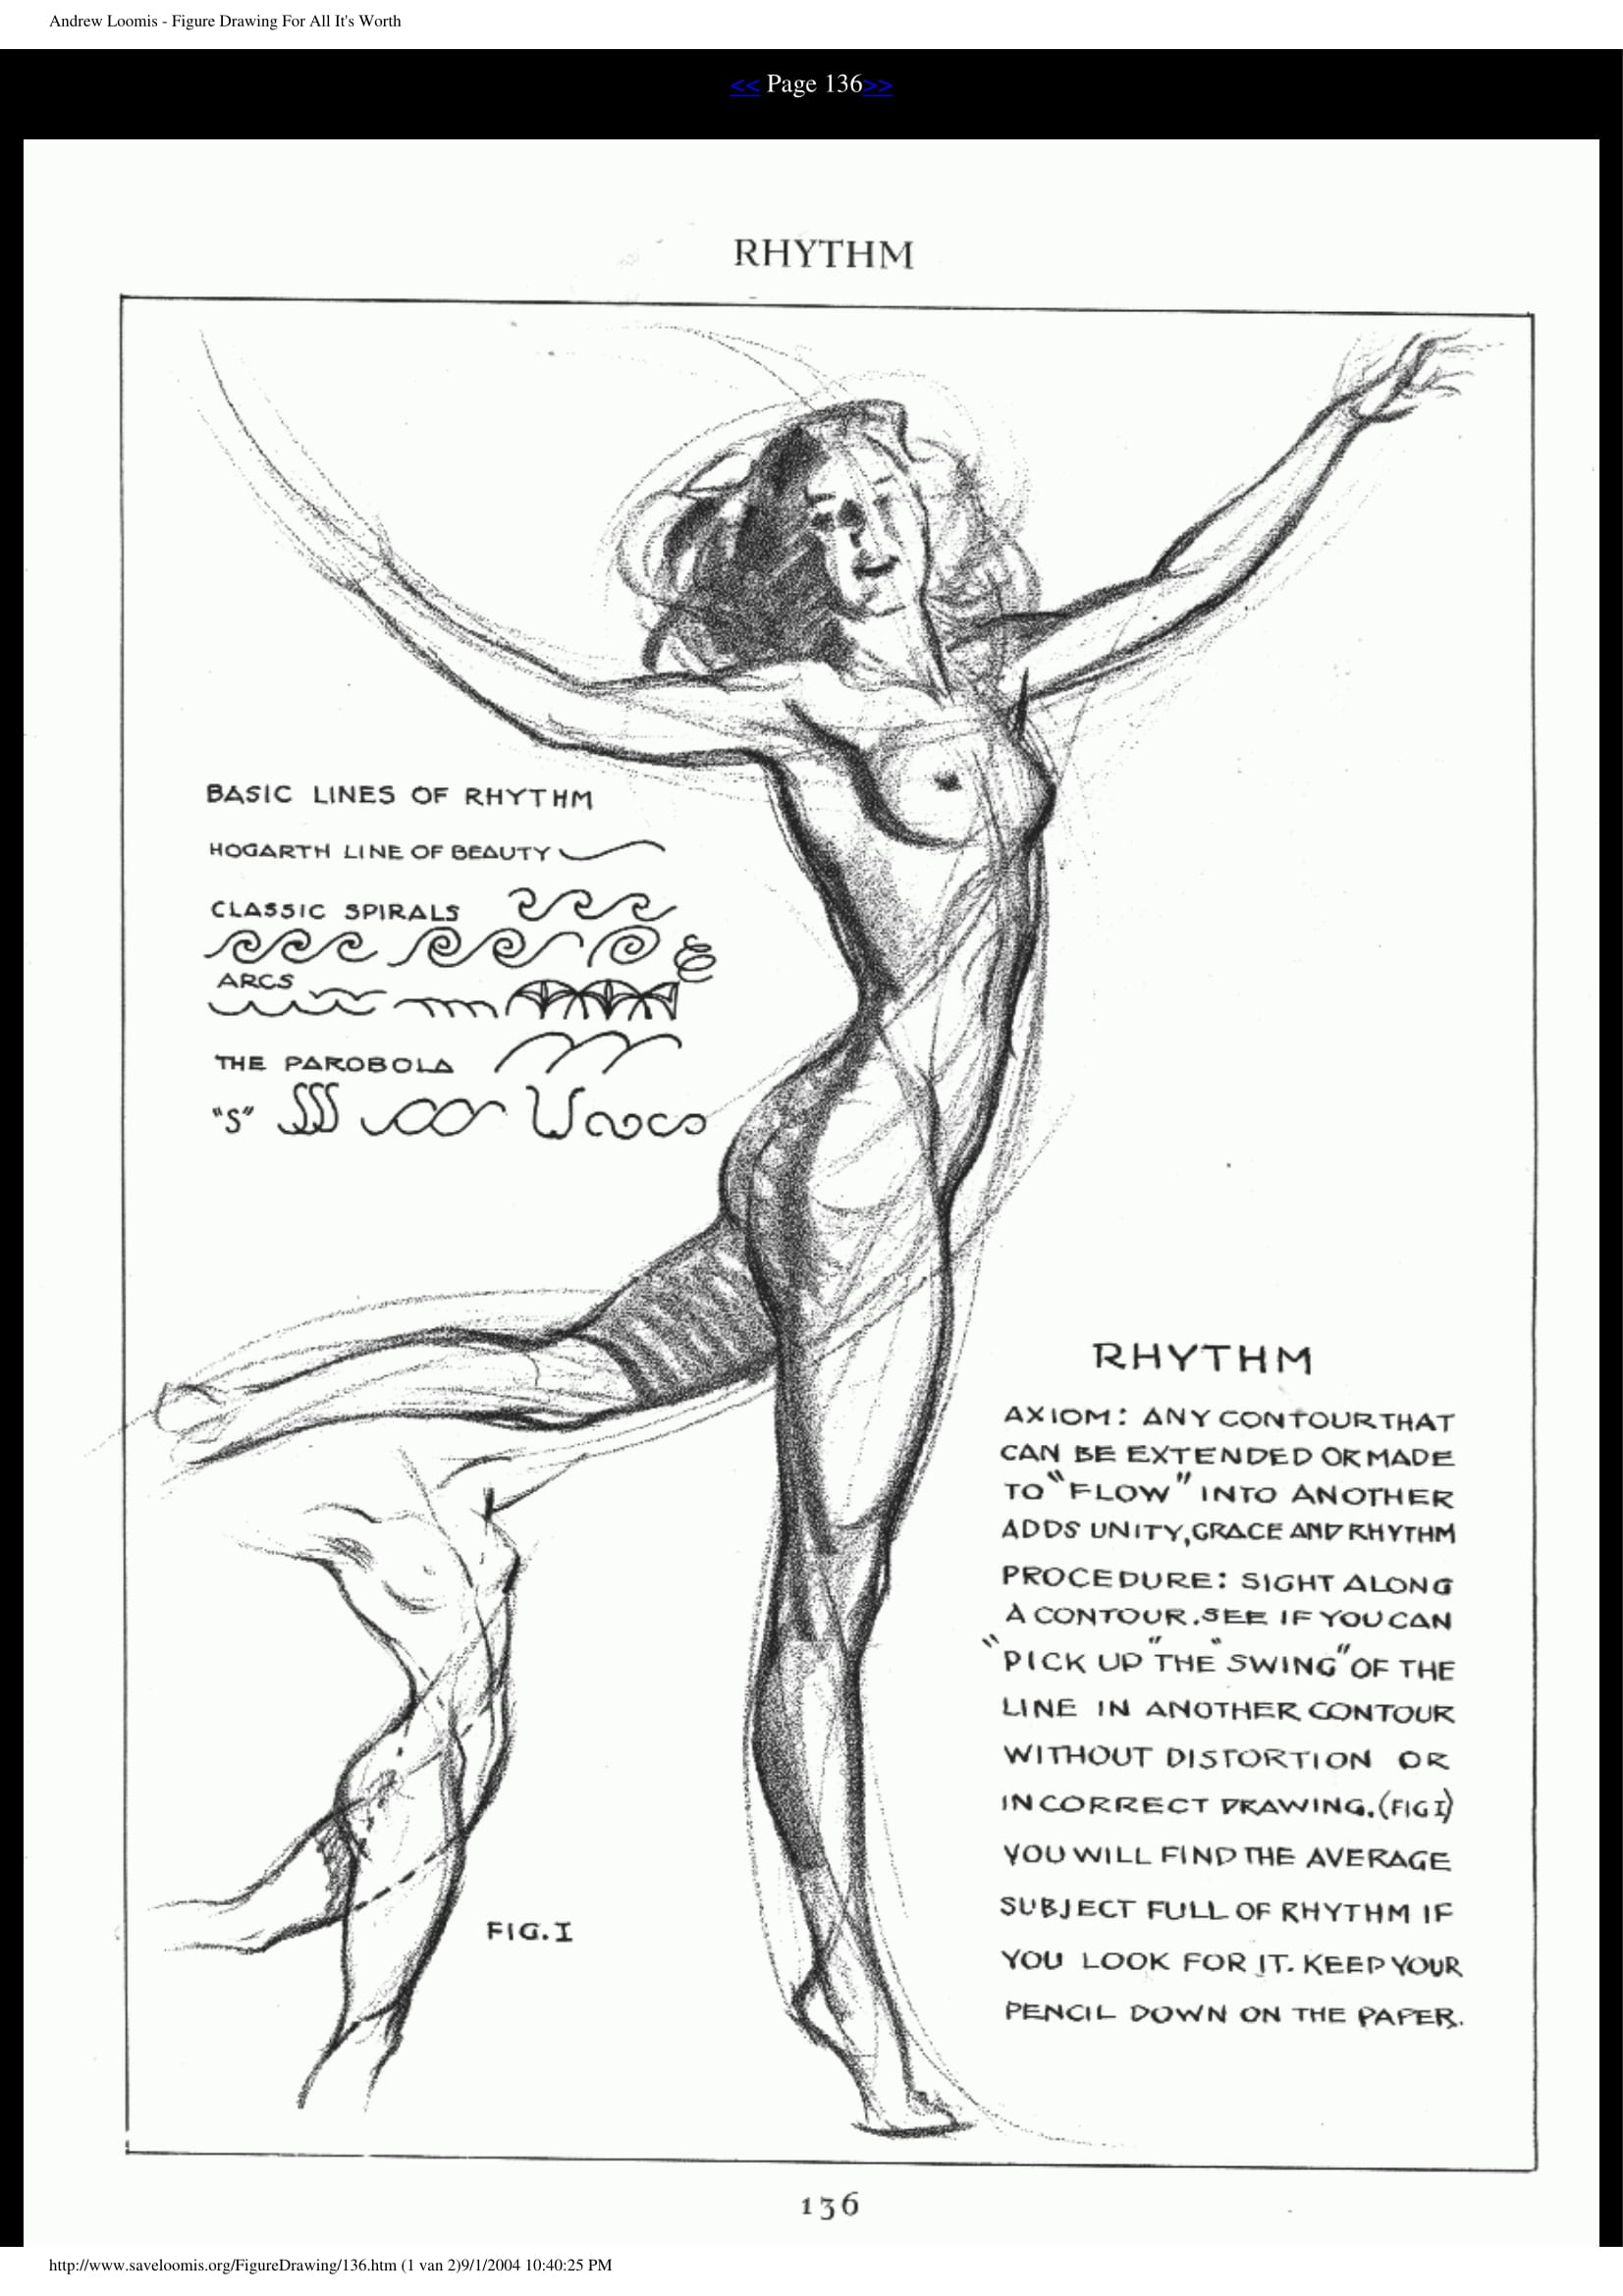 Andrew Loomis - Figure Drawing For All It's Worth
<< Page 136>>
RHYTHM
BASIC LINES OF RHYTHM
HOGARTH LINE OF BEAUTY
CLASSIC SPIRALS
ARCS
THE PAROBOLA
"S"
FIG. I
RHYTHM
AXIOM: ANY CONTOUR THAT
CAN BE EXTENDED OR MADE
TO "FLOW" INTO ANOTHER
ADDS UNITY, GRACE AND RHYTHM
PROCEDURE: SIGHT ALONG
A CONTOUR. SEE IF YOU CAN
"PICK UP" THE "SWING" OF THE
LINE IN ANOTHER CONTOUR
WITHOUT DISTORTION OR
INCORRECT DRAWING. (FIG I)
YOU WILL FIND THE AVERAGE
SUBJECT FULL OF RHYTHM IF
YOU LOOK FOR IT. KEEP YOUR
PENCIL DOWN ON THE PAPER.
136
http://www.saveloomis.org/FigureDrawing/136.htm (1 van 2)9/1/2004 10:40:25 PM